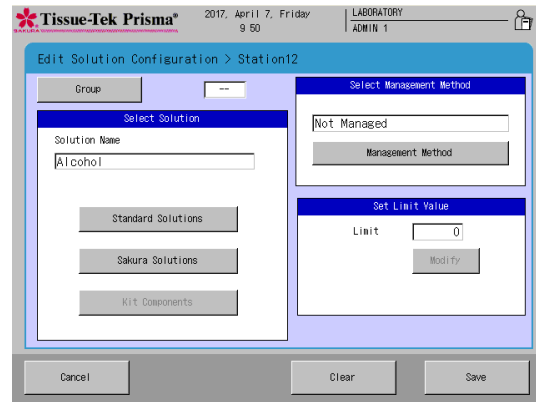 Tissue-Tek Prisma®
SAKURA
2017, April 7, Friday
9 50
LABORATORY
ADMIN 1
Edit Solution Configuration > Station12
Group
--
Select Solution
Solution Name
Alcohol
Standard Solutions
Sakura Solutions
Kit Components
Select Management Method
Not Managed
Management Method
Set Limit Value
Limit 0
Modify
Cancel
Clear
Save